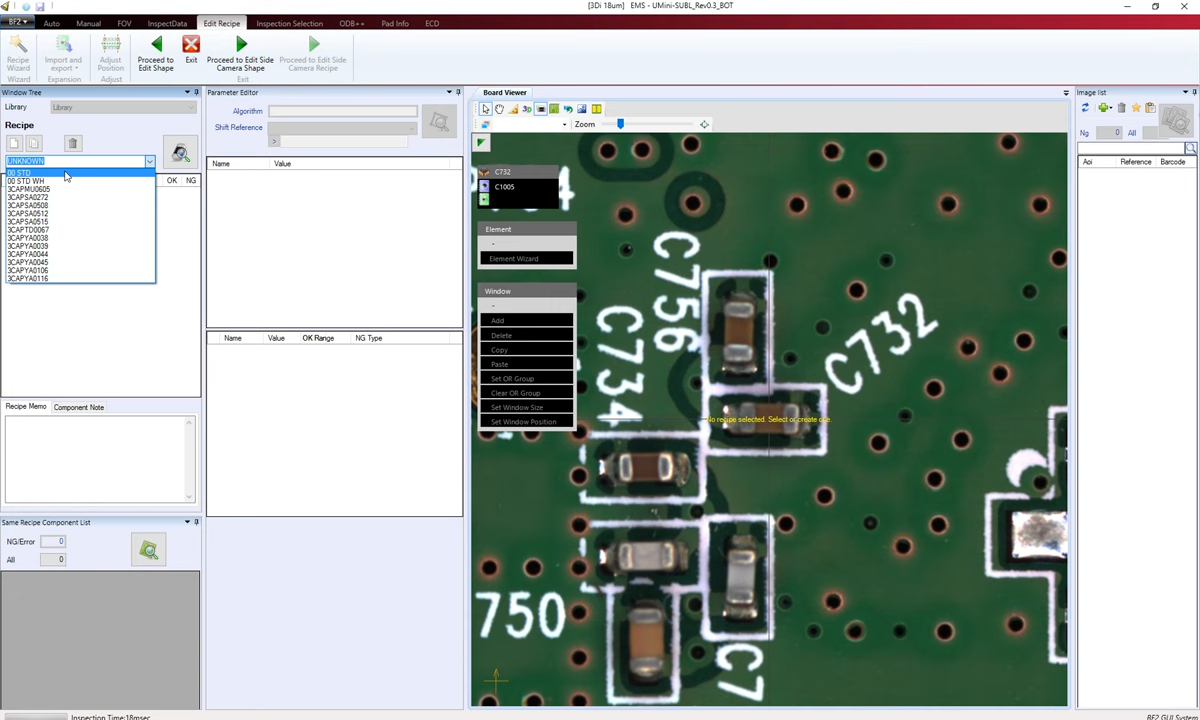 [3Di 18um] EMS - UMini-SUBL_Rev0.3_BOT
BF2
Auto
Manual
FOV
InspectData
Edit Recipe
Inspection Selection
ODB++
Pad Info
ECD
Recipe Wizard
Import and export
Adjust Position
Proceed to Edit Shape
Exit
Proceed to Edit Side Camera Shape
Proceed to Edit Side Camera Recipe
Wizard
Expansion
Adjust
Exit
Window Tree
Library
Library
Recipe
UNKNOWN
OK
NG
00 STD
00 STD WH
3CAPMU0605
3CAPSA0272
3CAPSA0508
3CAPSA0512
3CAPSA0515
3CAPTD0067
3CAPYA0038
3CAPYA0039
3CAPYA0044
3CAPYA0045
3CAPYA0106
3CAPYA0116
Recipe Memo
Component Note
Same Recipe Component List
NG/Error
0
All
0
Parameter Editor
Algorithm
Shift Reference
>
Name
Value
Name
Value
OK Range
NG Type
Board Viewer
3D
Zoom
C732
C1005
Element
-
Element Wizard
Window
-
Add
Delete
Copy
Paste
Set OR Group
Clear OR Group
Set Window Size
Set Window Position
C756
C734
C732
No recipe selected. Select or create one.
750
C7
Image list
Ng
0
All
Aoi
Reference
Barcode
Inspection Time:18msec
BF2 GUI System